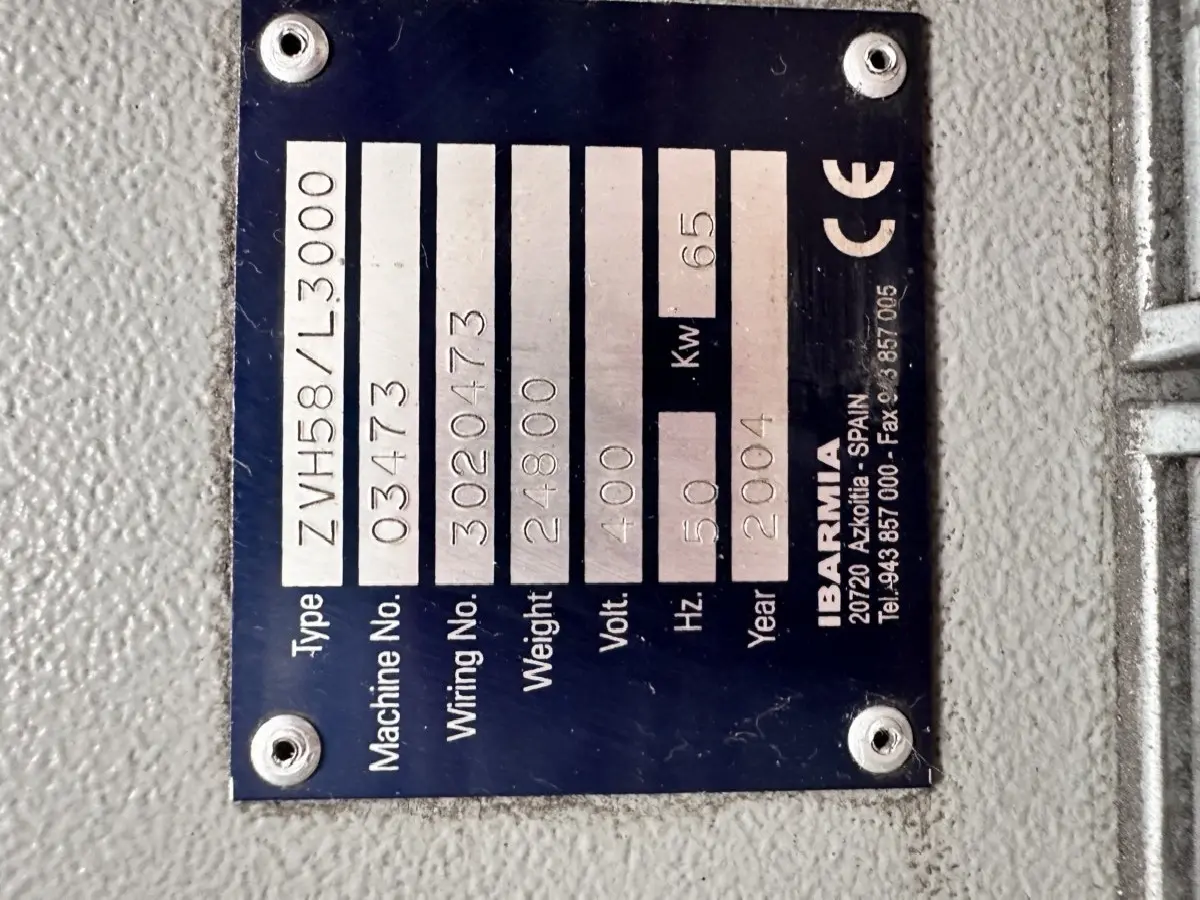 Type ZVH58/L3000
Machine No. 03473
Wiring No. 3020473
Weight 24800
Volt. 400
Hz. 50 Kw 65
Year 2004
IBARMIA CE
20720 Azkoitia - SPAIN
Tel. 943 857 000 - Fax 943 857 005